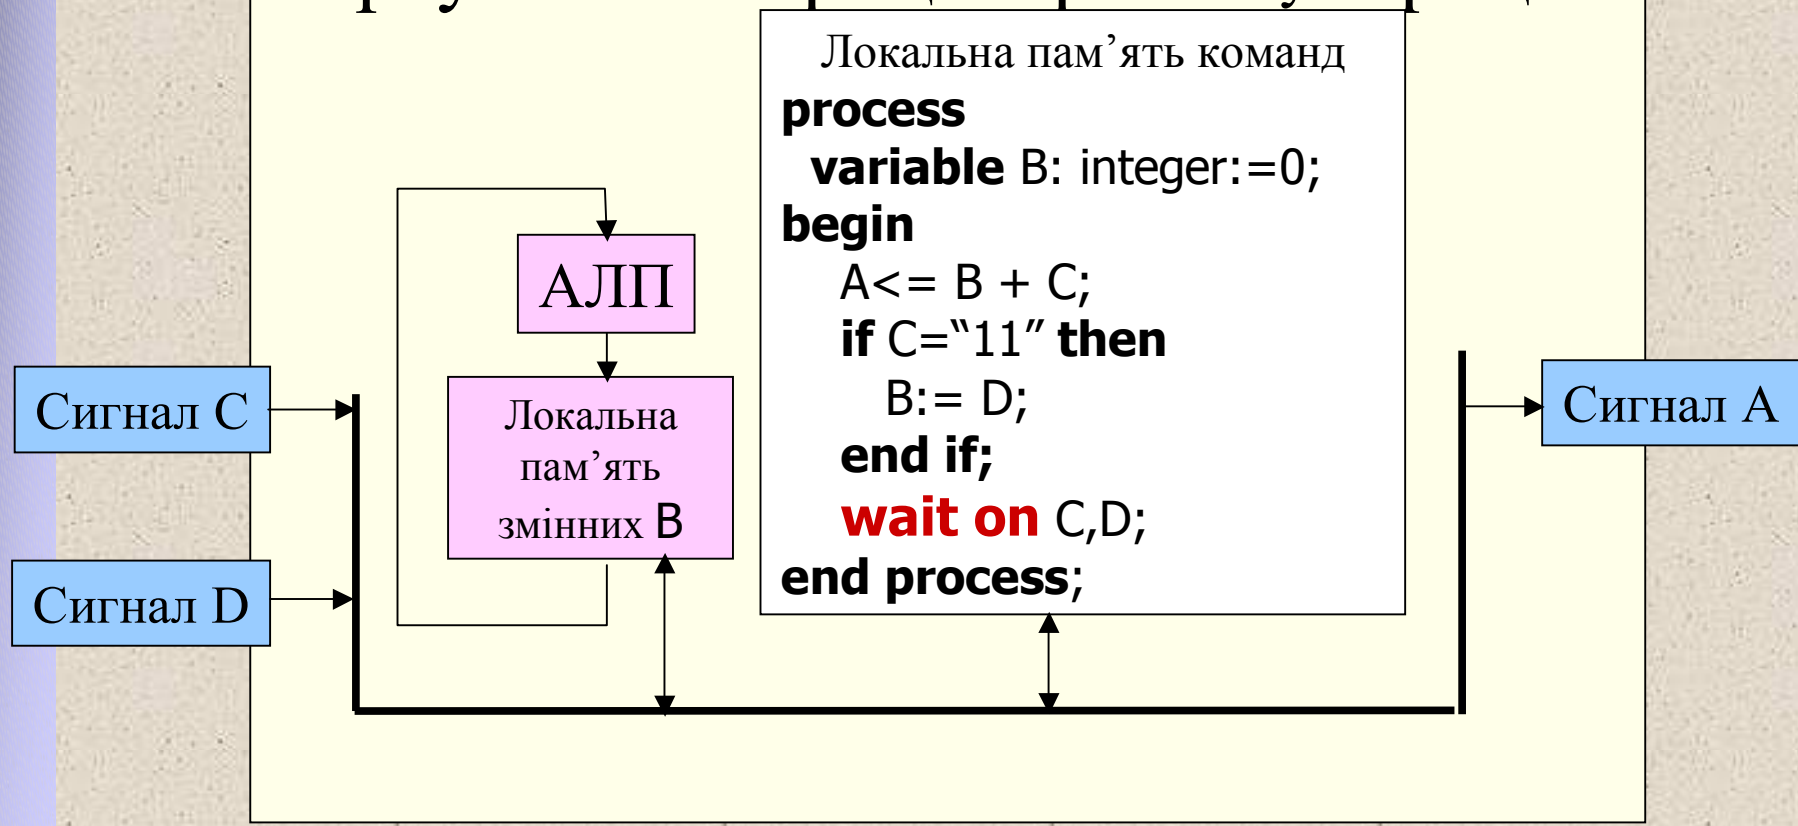 Локальна пам’ять команд
process
variable B: integer:=0;
begin
A<= B + C;
if C=“11” then
B:= D;
end if;
wait on C,D;
end process;
АЛП
Локальна
пам’ять
змінних B
Сигнал C
Сигнал D
Сигнал A